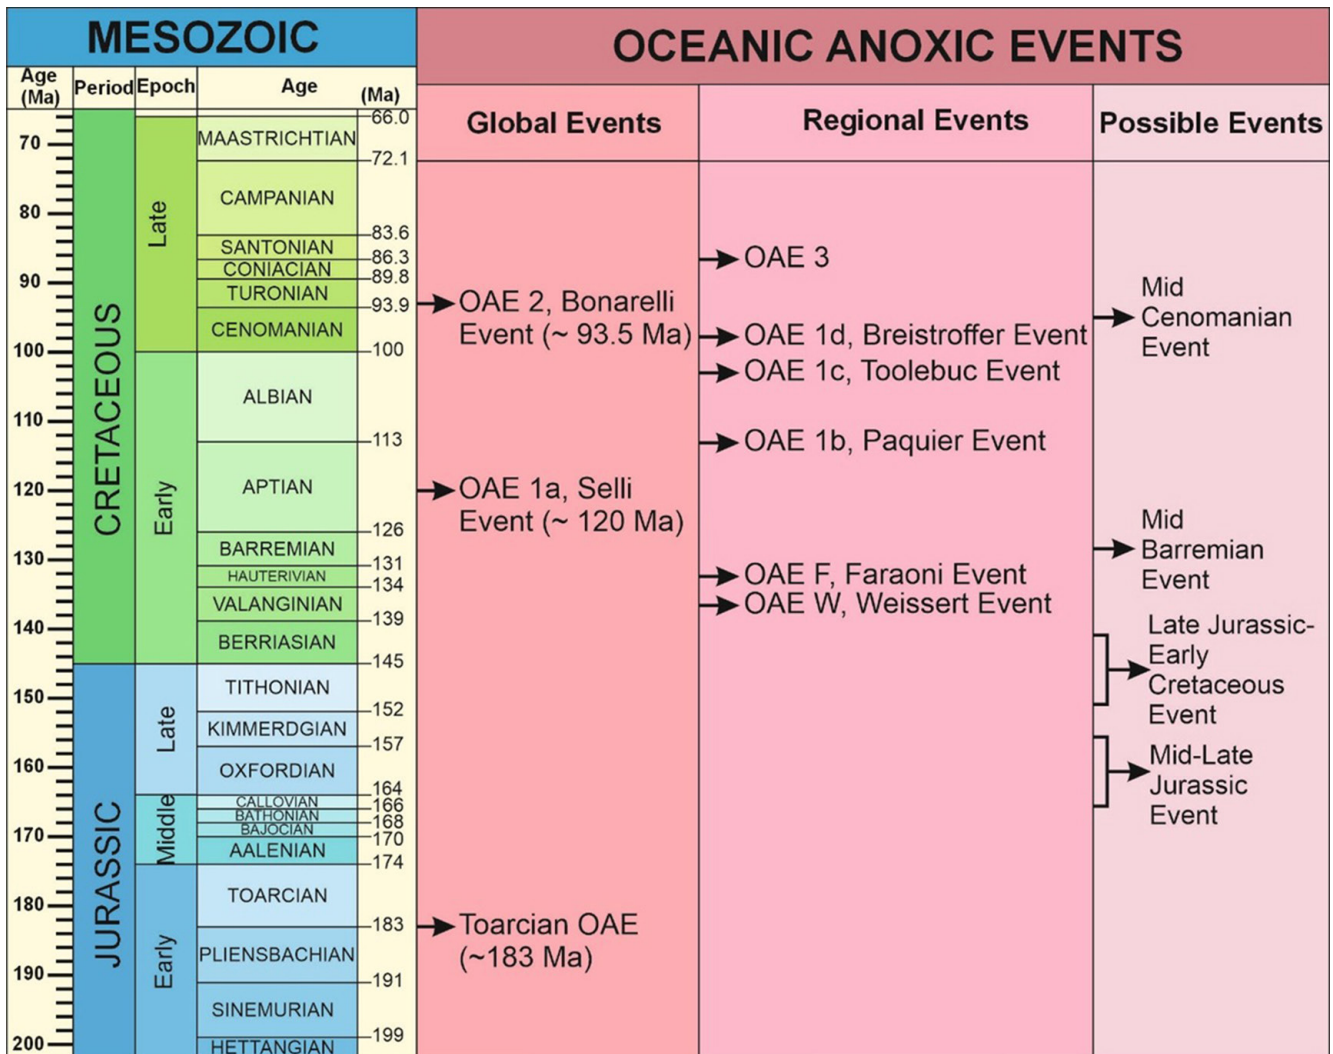 MESOZOIC
OCEANIC ANOXIC EVENTS
Age
(Ma)
Period
Epoch
Age
(Ma)
Global Events
Regional Events
Possible Events
70
80
90
100
110
120
130
140
150
160
170
180
190
200
CRETACEOUS
JURASSIC
Late
Early
Late
Middle
Early
MAASTRICHTIAN
CAMPANIAN
SANTONIAN
CONIACIAN
TURONIAN
CENOMANIAN
ALBIAN
APTIAN
BARREMIAN
HAUTERIVIAN
VALANGINIAN
BERRIASIAN
TITHONIAN
KIMMERDGIAN
OXFORDIAN
CALLOVIAN
BATHONIAN
BAJOCIAN
AALENIAN
TOARCIAN
PLIENSBACHIAN
SINEMURIAN
HETTANGIAN
66.0
72.1
83.6
86.3
89.8
93.9
100
113
126
131
134
139
145
152
157
164
166
168
170
174
183
191
199
OAE 2, Bonarelli
Event (~ 93.5 Ma)
OAE 1a, Selli
Event (~ 120 Ma)
Toarcian OAE
(~183 Ma)
OAE 3
OAE 1d, Breistroffer Event
OAE 1c, Toolebuc Event
OAE 1b, Paquier Event
OAE F, Faraoni Event
OAE W, Weissert Event
Mid
Cenomanian
Event
Mid
Barremian
Event
Late Jurassic-
Early
Cretaceous
Event
Mid-Late
Jurassic
Event